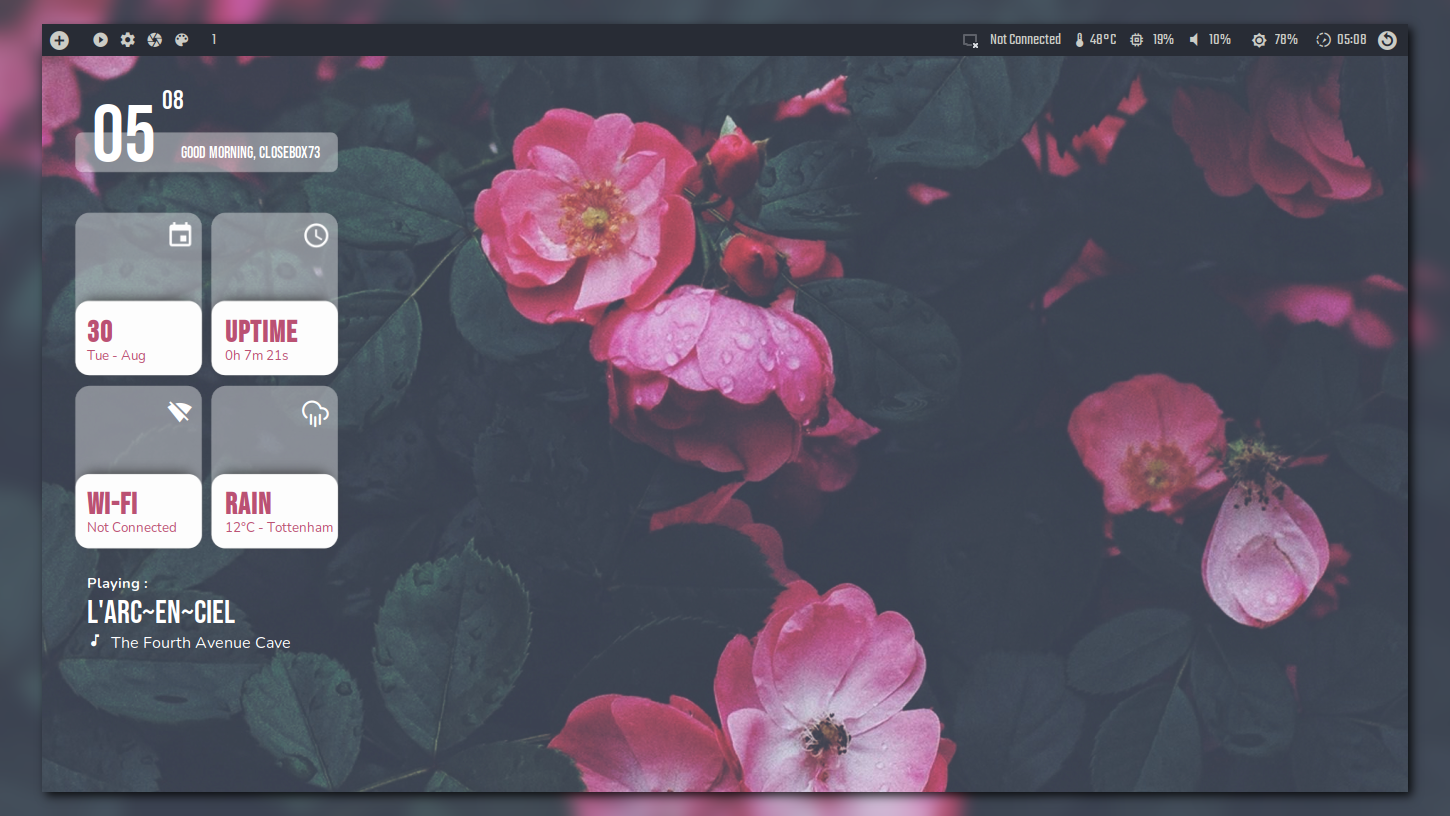 1
Not Connected 48°C 19% 10% 78% 05:08
05 08
GOOD MORNING, CLOSEBOX73
30
Tue - Aug
UPTIME
0h 7m 21s
WI-FI
Not Connected
RAIN
12°C - Tottenham
Playing :
L'ARC~EN~CIEL
The Fourth Avenue Cave